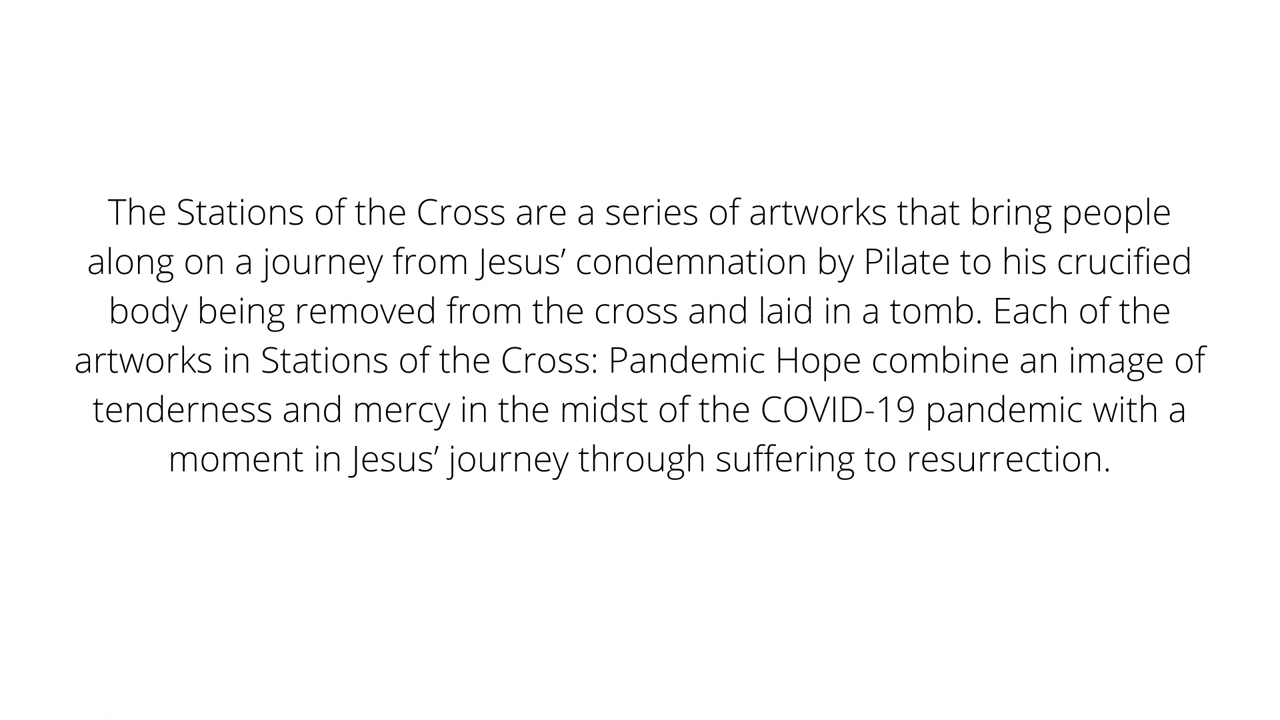 The Stations of the Cross are a series of artworks that bring people
along on a journey from Jesus’ condemnation by Pilate to his crucified
body being removed from the cross and laid in a tomb. Each of the
artworks in Stations of the Cross: Pandemic Hope combine an image of
tenderness and mercy in the midst of the COVID-19 pandemic with a
moment in Jesus’ journey through suffering to resurrection.